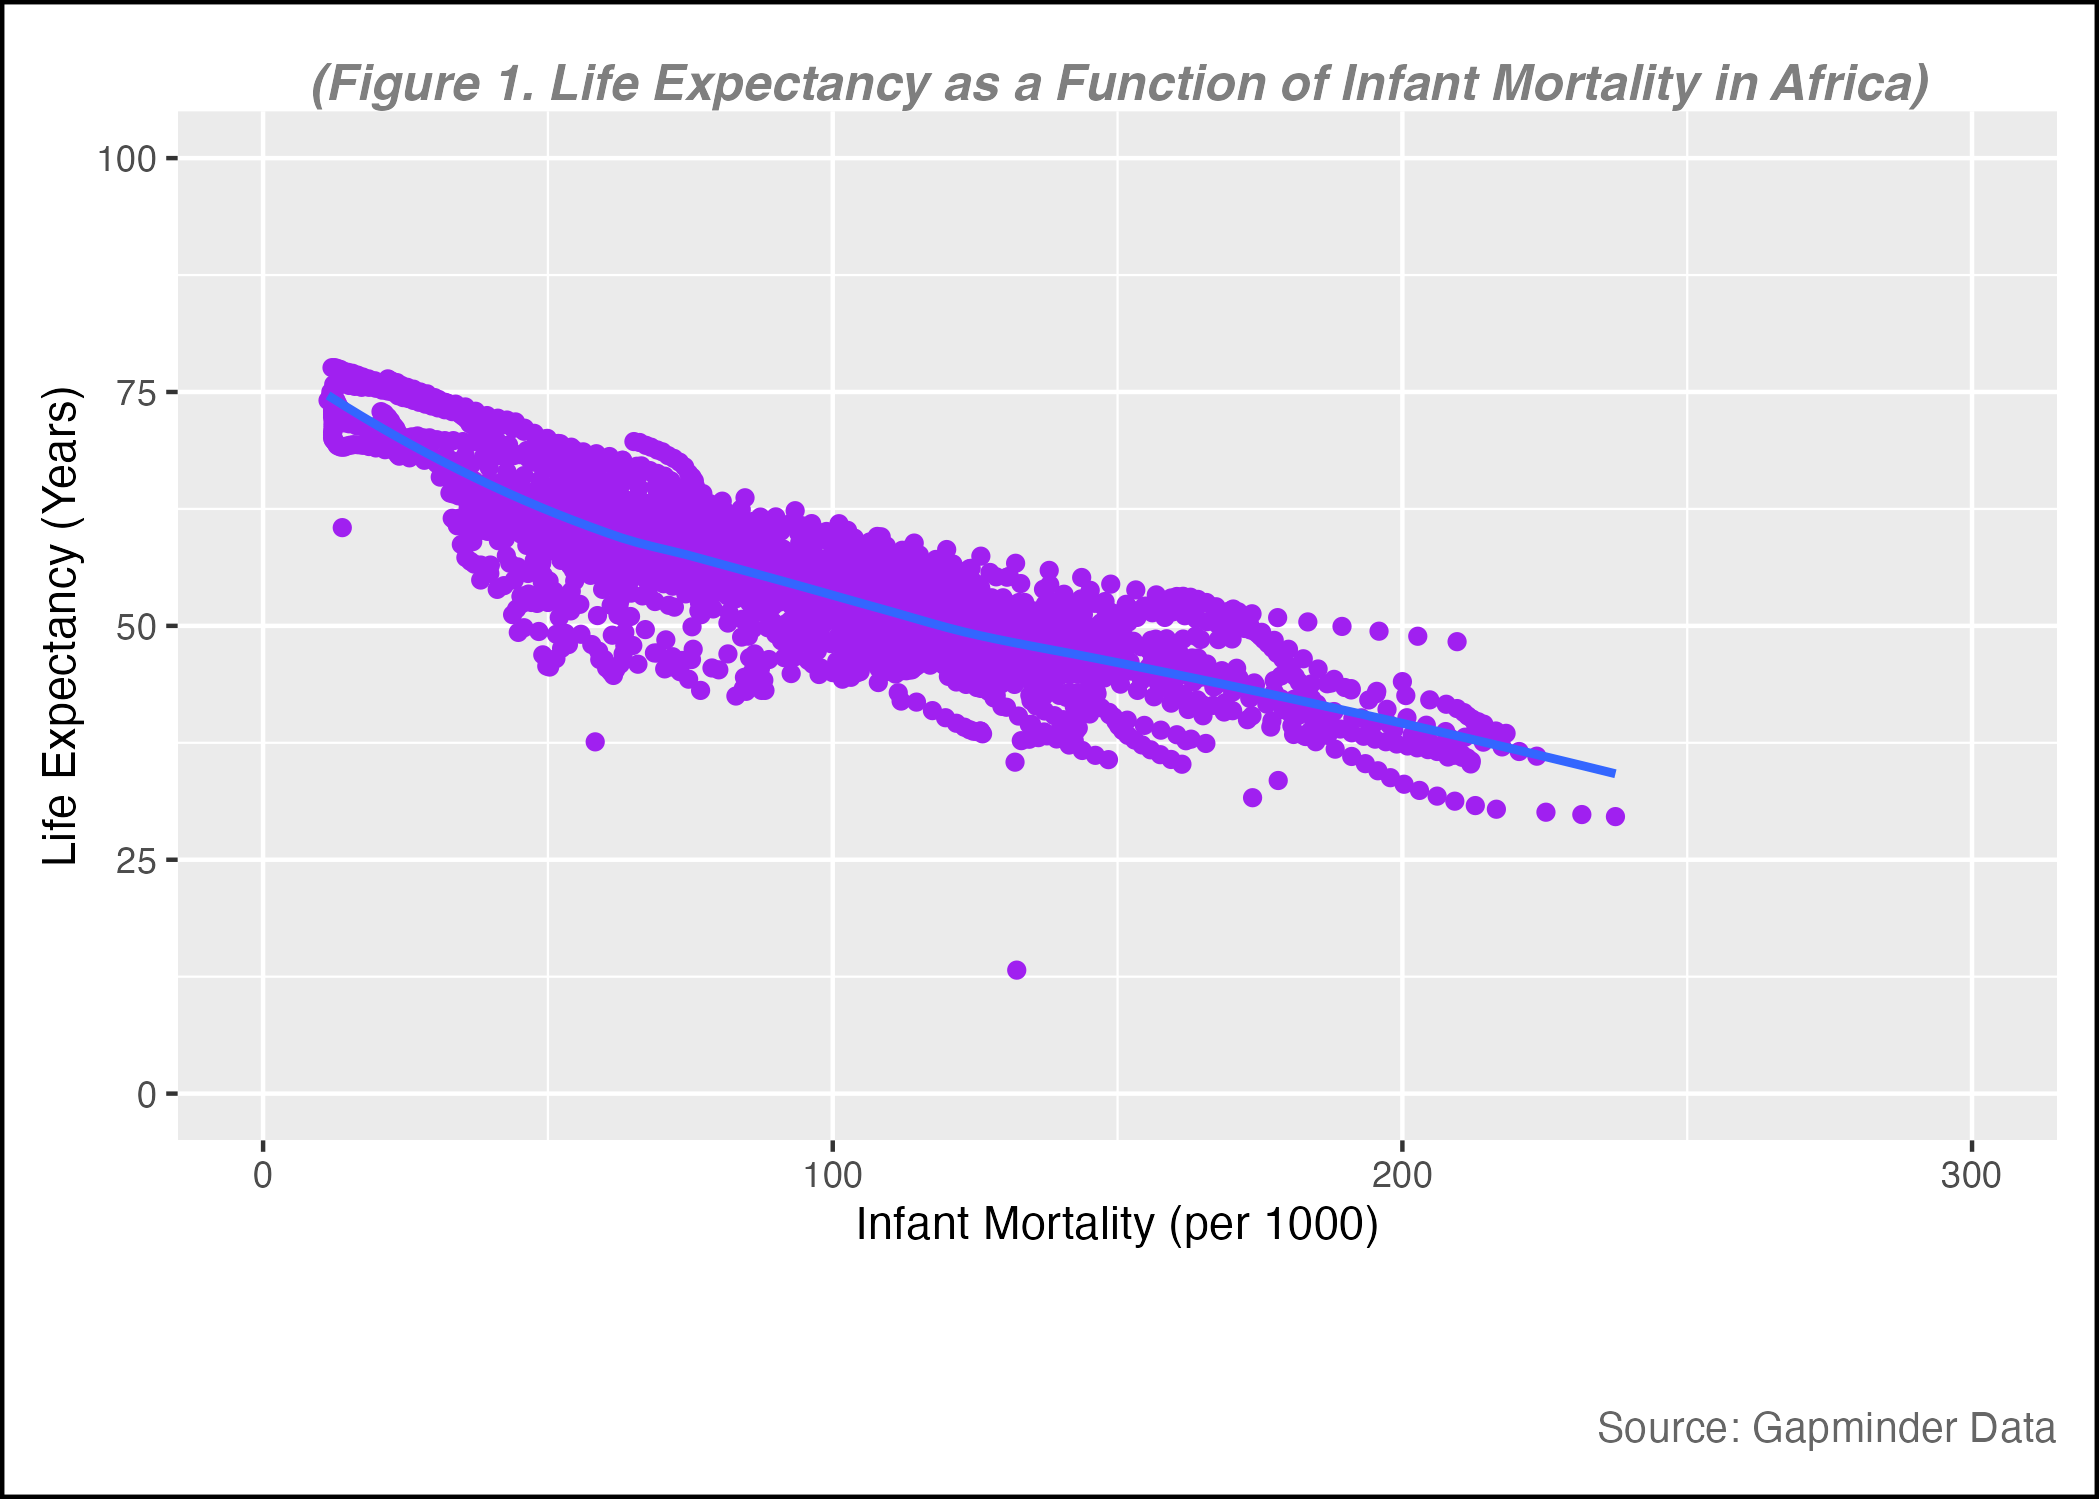 (Figure 1. Life Expectancy as a Function of Infant Mortality in Africa)
100
75
50
25
0
Life Expectancy (Years)
0 100 200 300
Infant Mortality (per 1000)
Source: Gapminder Data